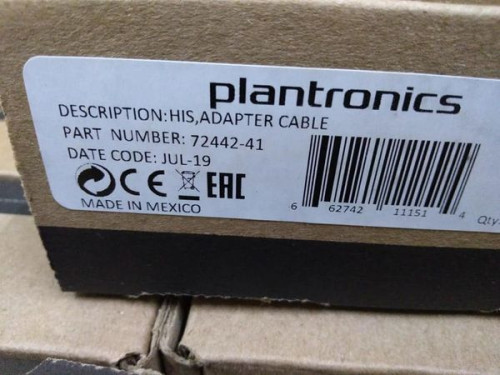 plantronics
DESCRIPTION:HIS,ADAPTER CABLE
PART NUMBER: 72442-41
DATE CODE: JUL-19
CE EAC
MADE IN MEXICO
6 62742 11151 4
Qty